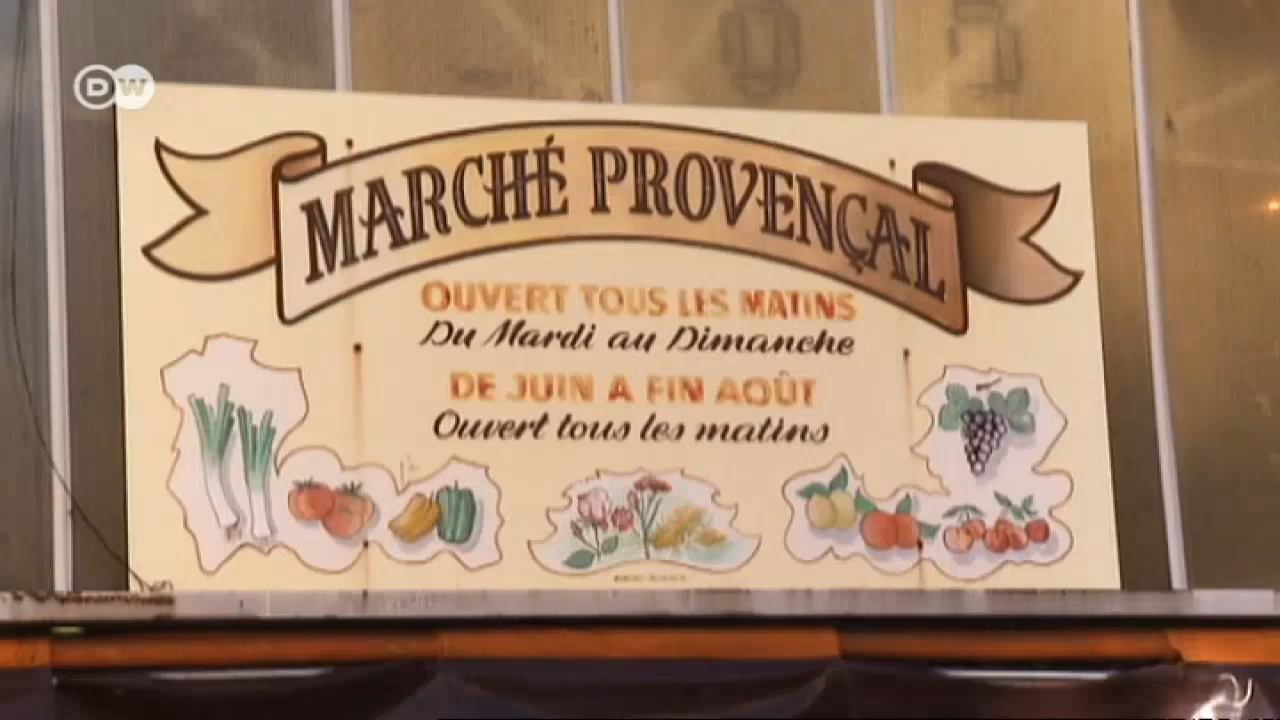 DW
MARCHÉ PROVENÇAL
OUVERT TOUS LES MATINS
Du Mardi au Dimanche
DE JUIN A FIN AOÛT
Ouvert tous les matins